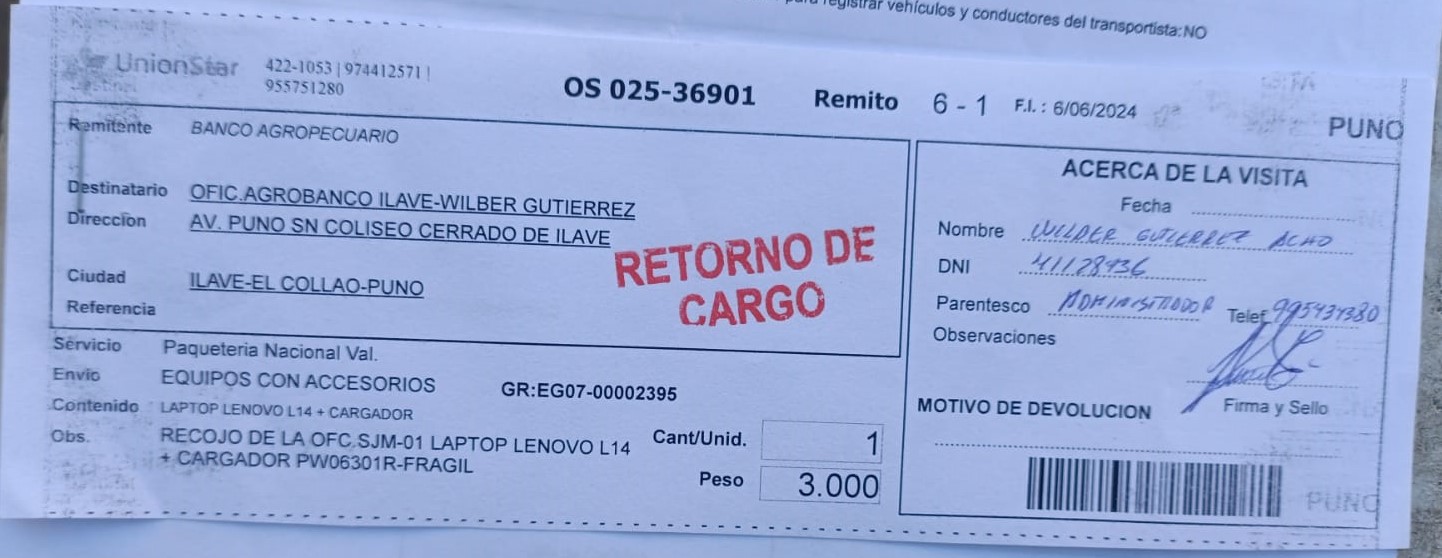 registrar vehículos y conductores del transportista:NO
UnionStar 422-1053 | 974412571 |
955751280
OS 025-36901 Remito 6 - 1 F.I. : 6/06/2024
PUNO
Remitente BANCO AGROPECUARIO
Destinatario OFIC.AGROBANCO ILAVE-WILBER GUTIERREZ
Direccion AV. PUNO SN COLISEO CERRADO DE ILAVE
Ciudad ILAVE-EL COLLAO-PUNO
Referencia
RETORNO DE
CARGO
Servicio Paqueteria Nacional Val.
Envio EQUIPOS CON ACCESORIOS GR:EG07-00002395
Contenido LAPTOP LENOVO L14 + CARGADOR
Obs. RECOJO DE LA OFC.SJM-01 LAPTOP LENOVO L14
+ CARGADOR PW06301R-FRAGIL
Cant/Unid. 1
Peso 3.000
ACERCA DE LA VISITA
Fecha
Nombre WILBER GUTIERREZ ACHO
DNI 41128436
Parentesco ADMINISTRADOR Telef. 995434380
Observaciones
Firma y Sello
MOTIVO DE DEVOLUCION
PUNO